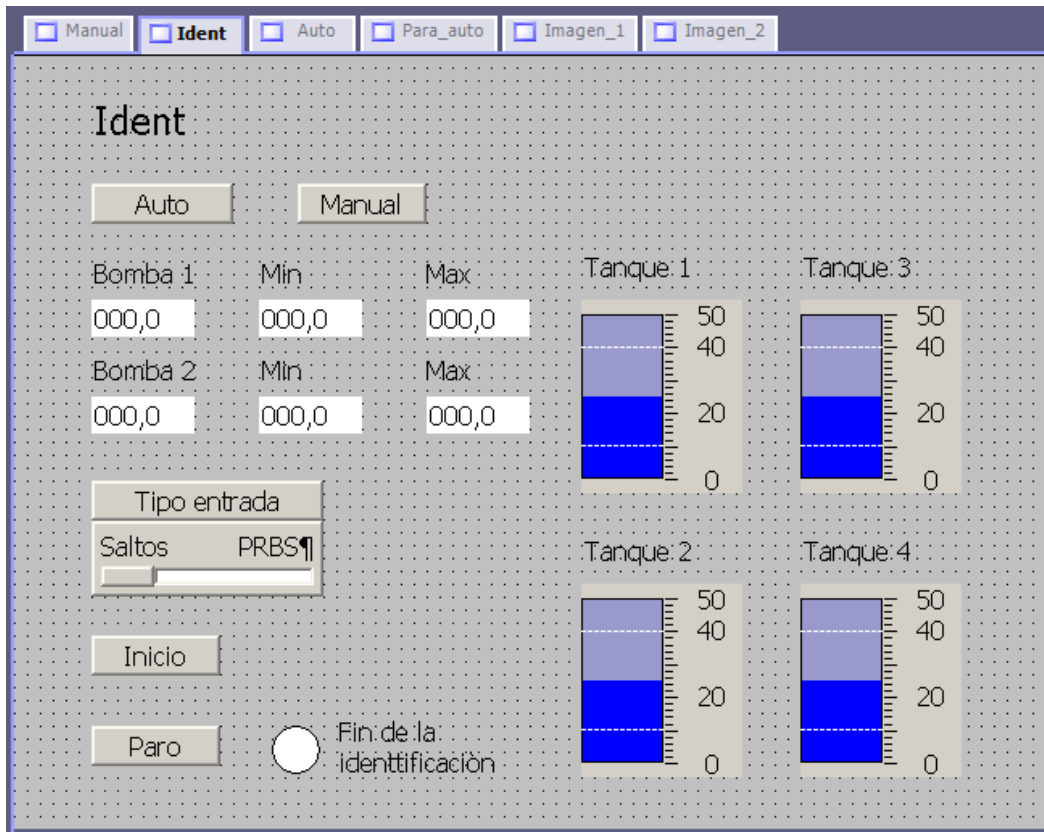 Manual Ident Auto Para_auto Imagen_1 Imagen_2
Ident
Auto Manual
Bomba 1 Min Max
000,0 000,0 000,0
Bomba 2 Min Max
000,0 000,0 000,0
Tipo entrada
Saltos PRBS¶
Inicio
Paro
Fin de la
identtificación
Tanque 1
50
40
20
0
Tanque 3
50
40
20
0
Tanque 2
50
40
20
0
Tanque 4
50
40
20
0